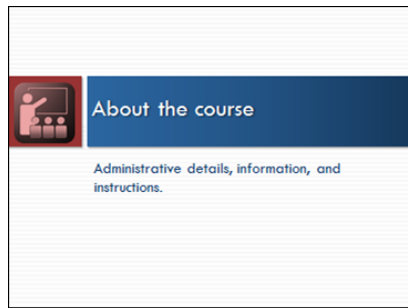 About the course
Administrative details, information, and
instructions.